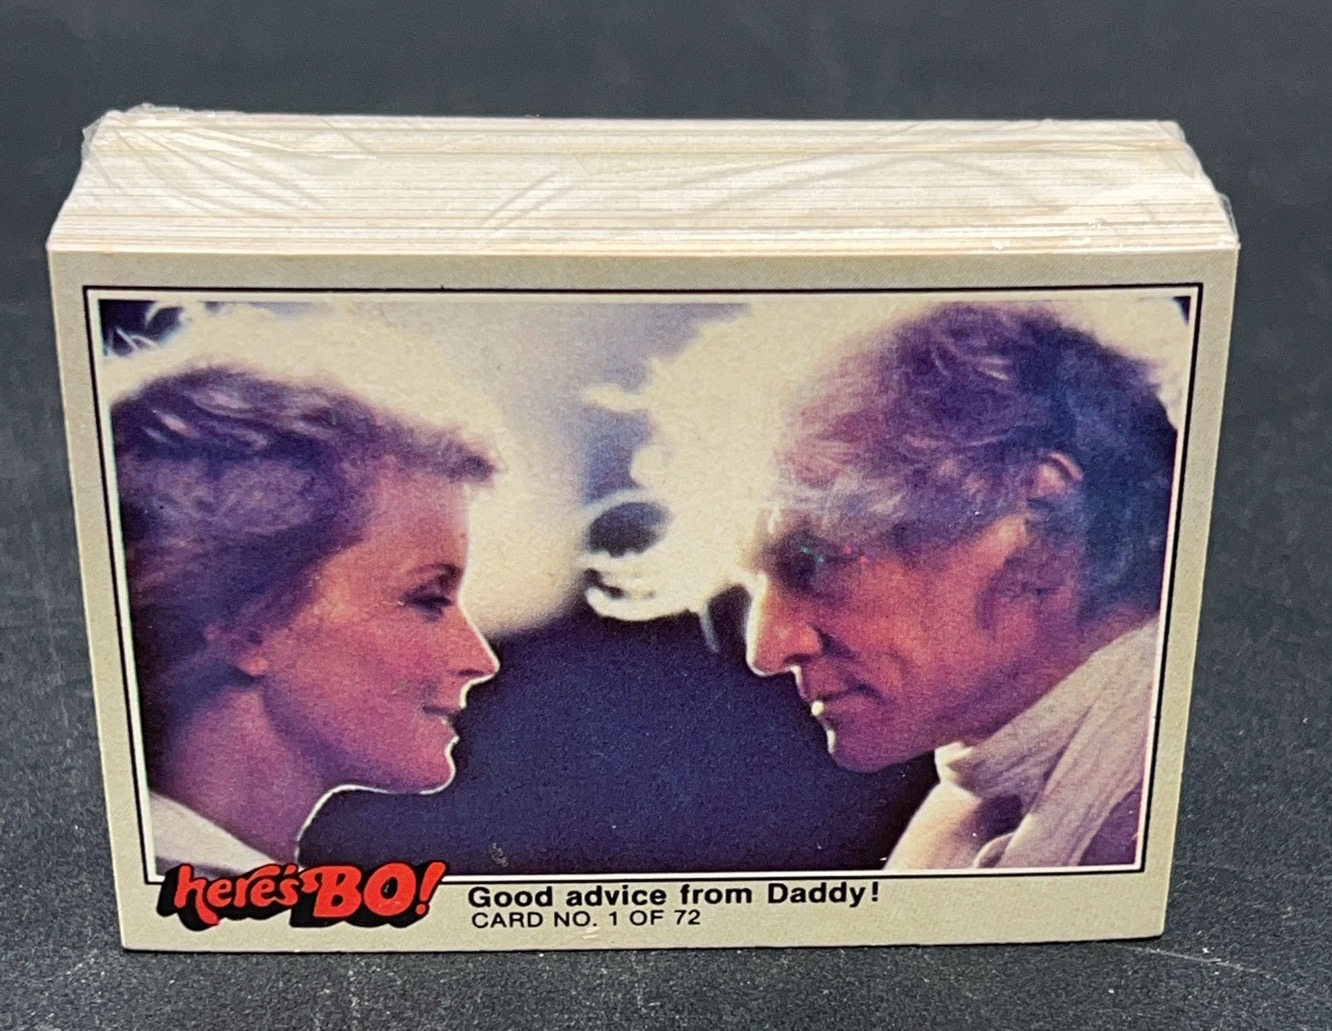 here's BO!
Good advice from Daddy!
CARD NO. 1 OF 72